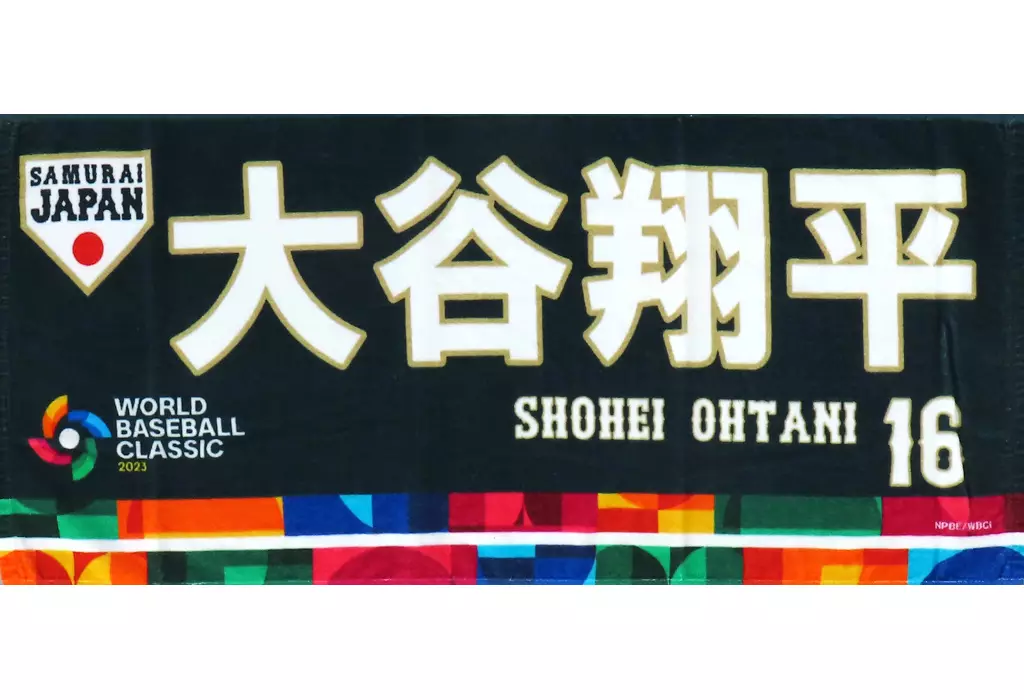 SAMURAI
JAPAN
大谷翔平
WORLD
BASEBALL
CLASSIC
2023
SHOHEI OHTANI 16
NPBE/WBCI